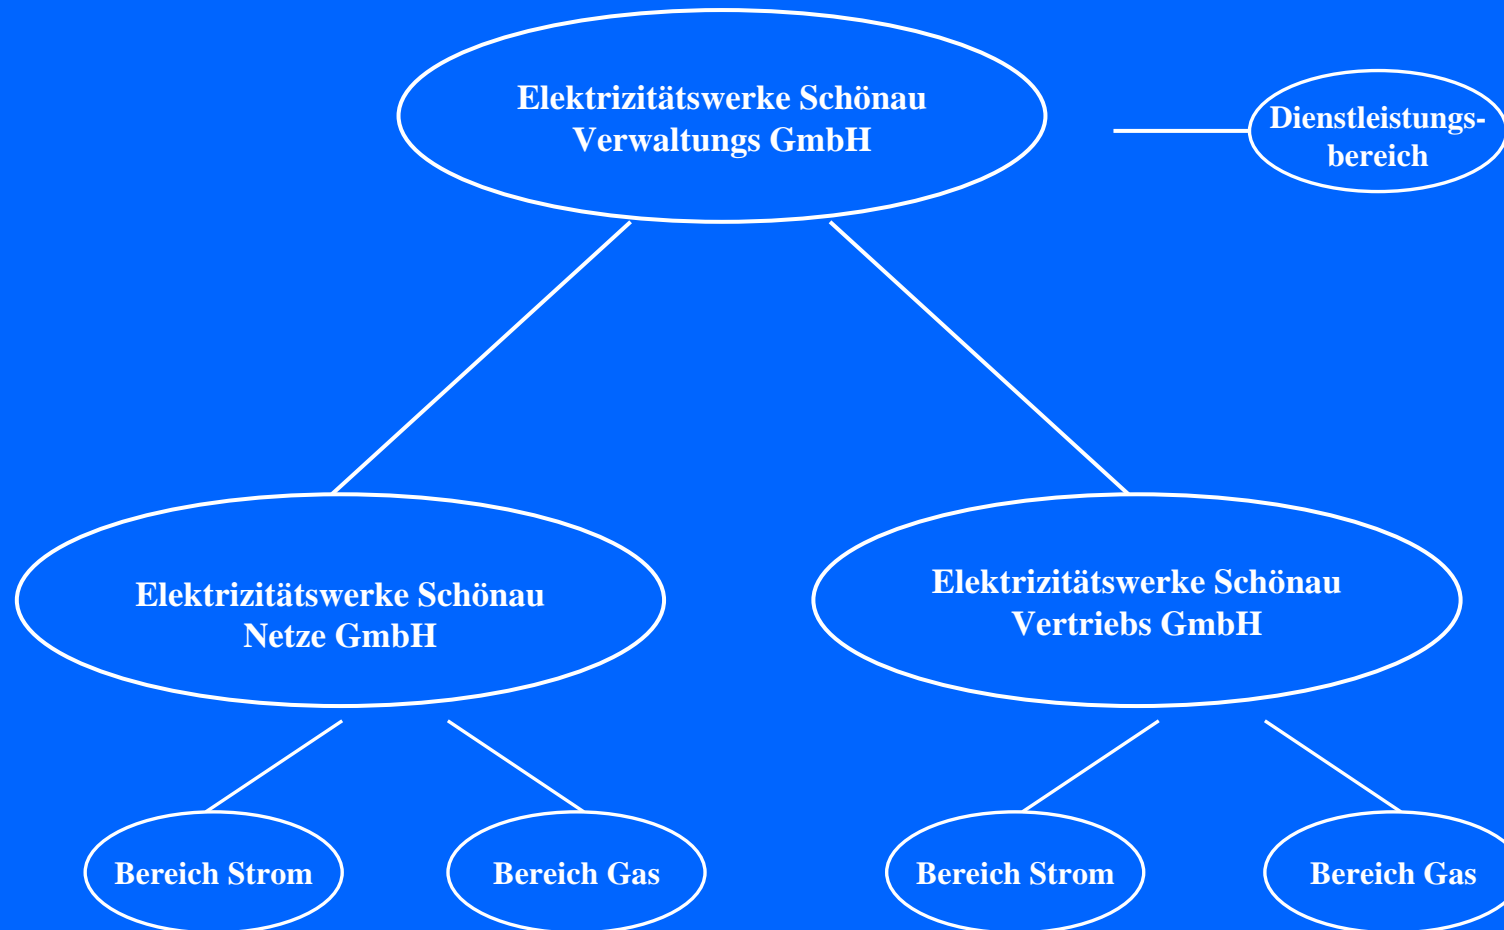 Elektrizitätswerke Schönau
Verwaltungs GmbH
Dienstleistungs-
bereich
Elektrizitätswerke Schönau
Netze GmbH
Elektrizitätswerke Schönau
Vertriebs GmbH
Bereich Strom
Bereich Gas
Bereich Strom
Bereich Gas